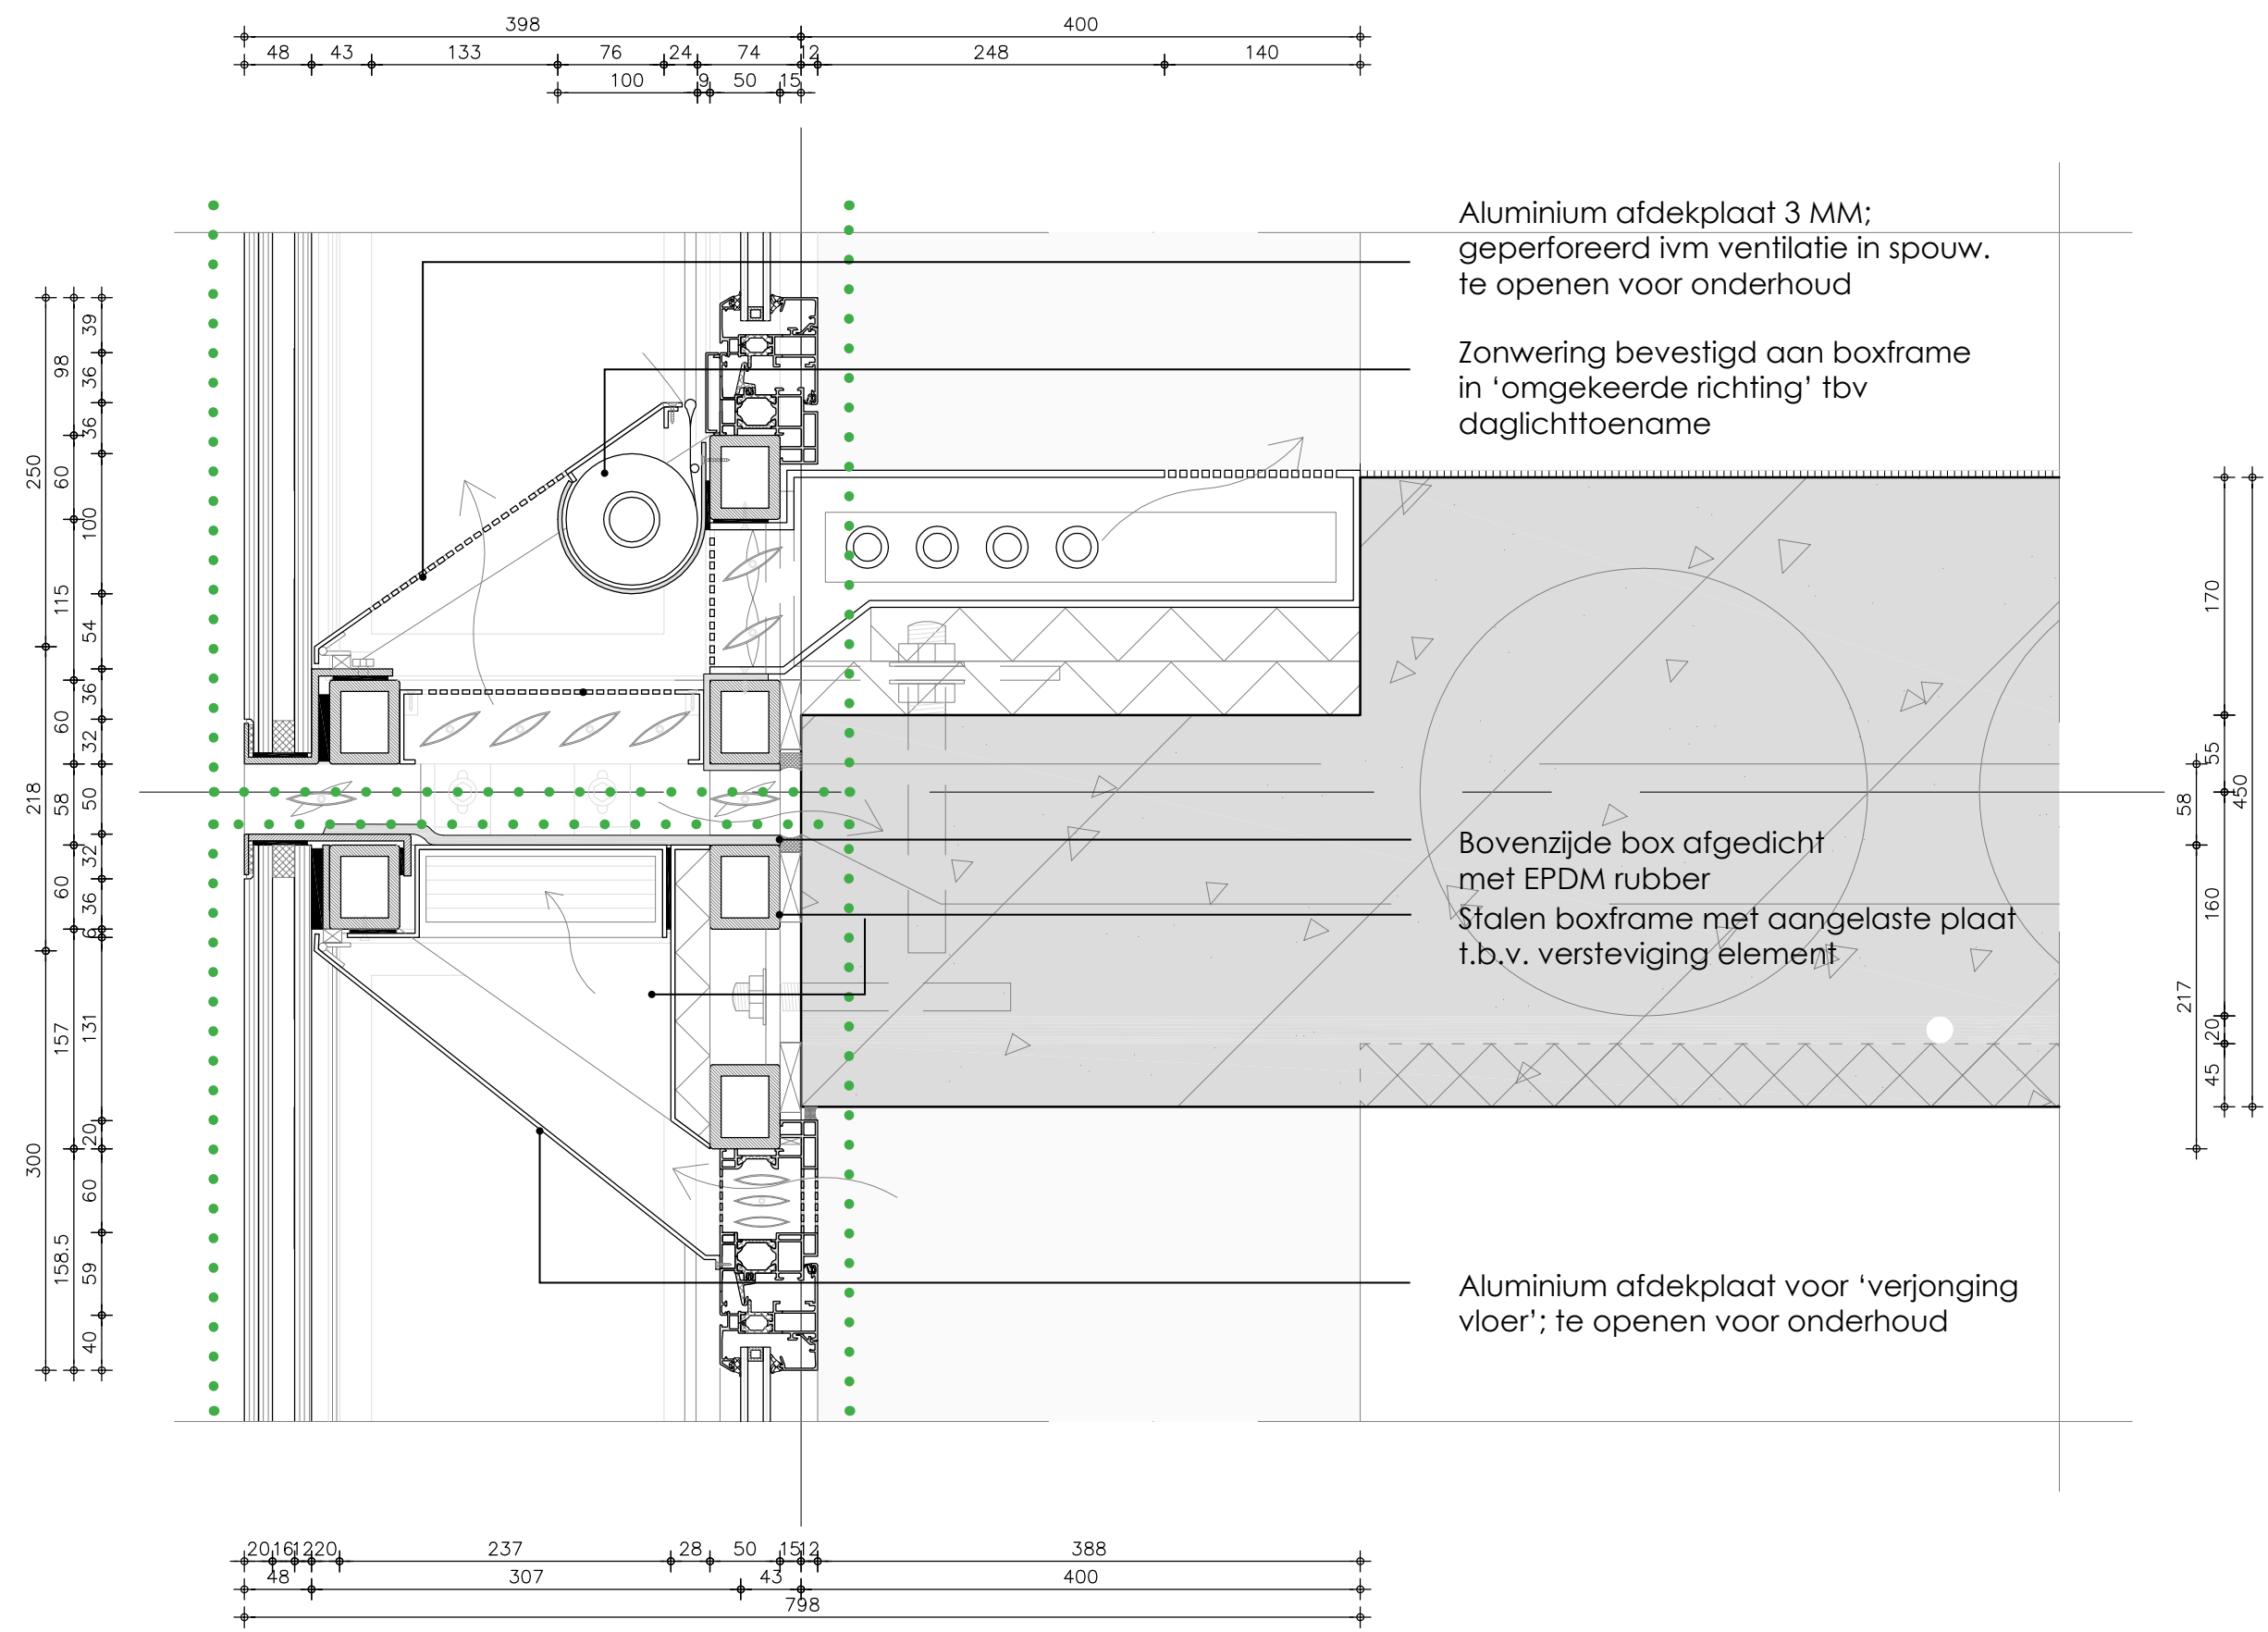 398
400
48 43 133 76 24 74 12 248 140
100 9 50 15
Aluminium afdekplaat 3 MM;
geperforeerd ivm ventilatie in spouw.
te openen voor onderhoud
Zonwering bevestigd aan boxframe
in ‘omgekeerde richting’ tbv
daglichttoename
Bovenzijde box afgedicht
met EPDM rubber
Stalen boxframe met aangelaste plaat
t.b.v. versteviging element
Aluminium afdekplaat voor ‘verjonging
vloer’; te openen voor onderhoud
250 218 300
98 60 115 60 58 60 157 158.5
39 36 36 100 54 36 32 50 32 36 6 131 20 60 59 40
58 217
170 55 160 20 45
450
20 16 12 20 237 28 50 15 12 388
48 307 43 400
798